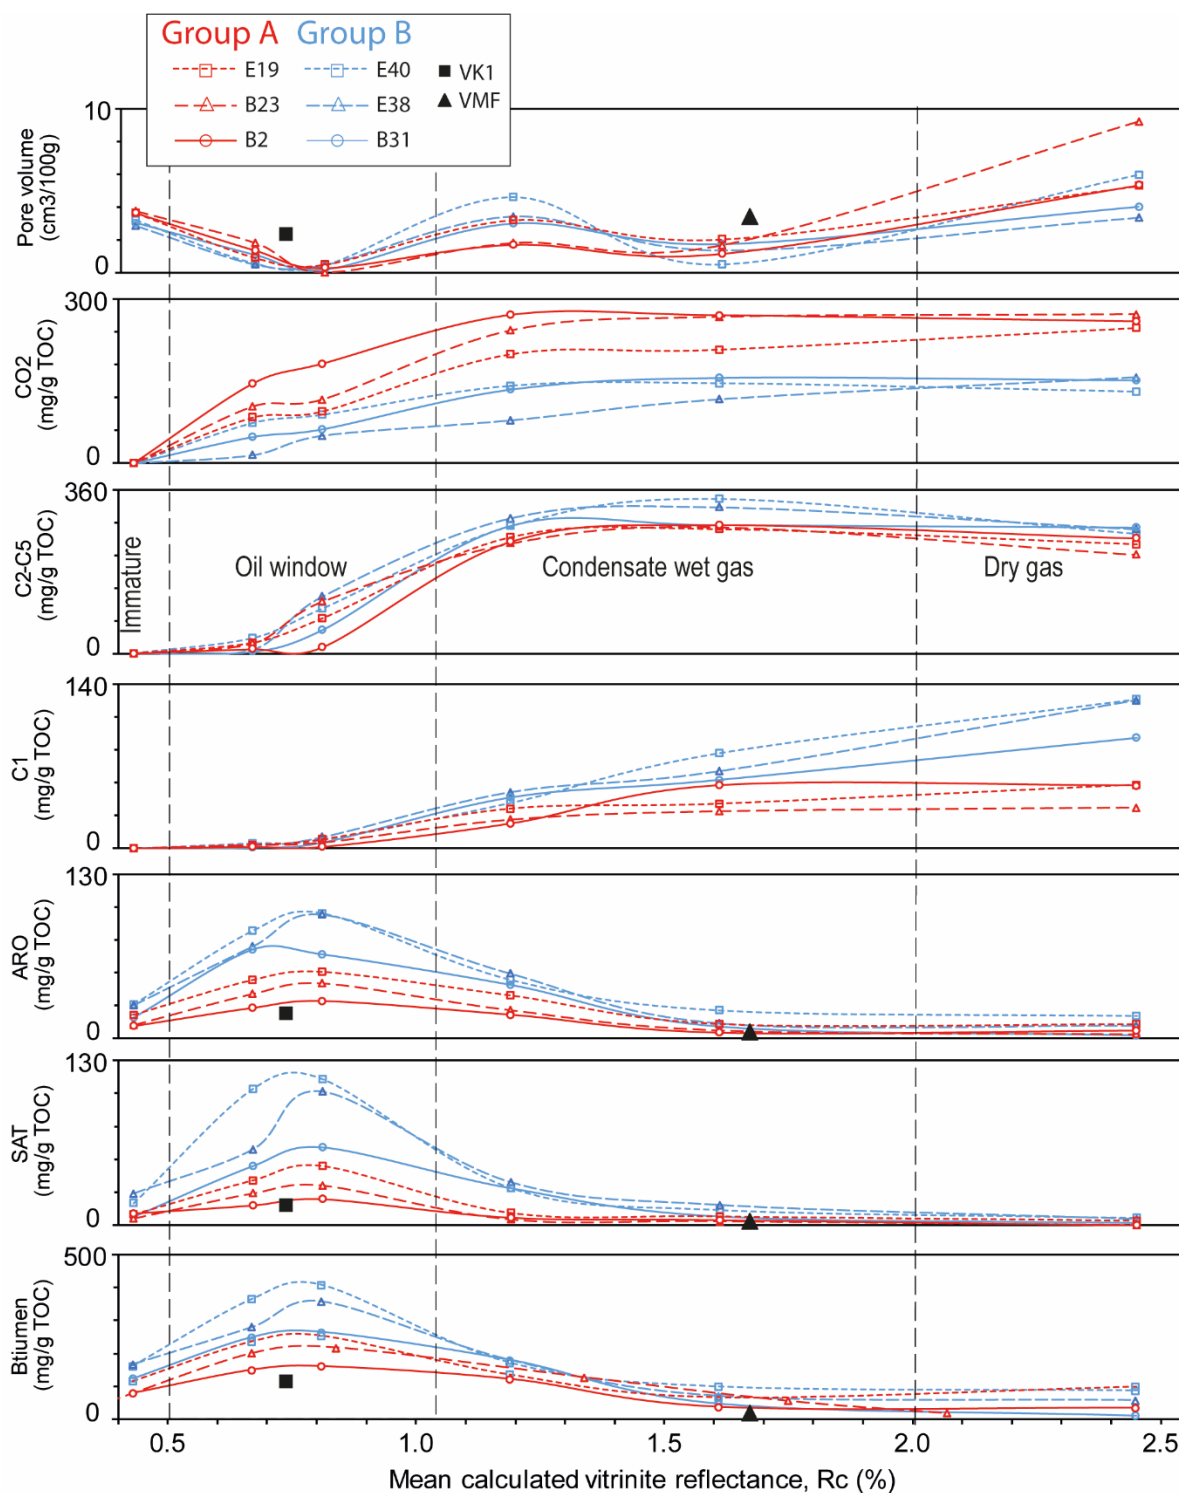 Group A Group B
E19 E40 VK1
B23 E38 VMF
B2 B31
10
Pore volume
(cm3/100g)
0
300
CO2
(mg/g TOC)
0
360
C2-C5
(mg/g TOC)
0
Immature
Oil window
Condensate wet gas
Dry gas
140
C1
(mg/g TOC)
0
130
ARO
(mg/g TOC)
0
130
SAT
(mg/g TOC)
0
500
Btiumen
(mg/g TOC)
0
0.5 1.0 1.5 2.0 2.5
Mean calculated vitrinite reflectance, Rc (%)